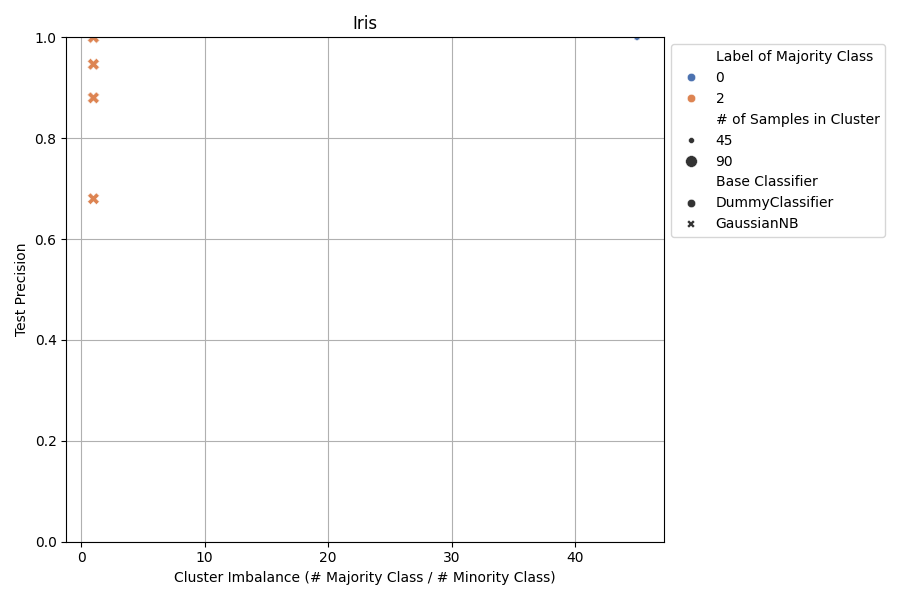 Iris
1.0
0.8
0.6
0.4
0.2
0.0
Test Precision
0
10
20
30
40
Cluster Imbalance (# Majority Class / # Minority Class)
Label of Majority Class
0
2
# of Samples in Cluster
45
90
Base Classifier
DummyClassifier
GaussianNB